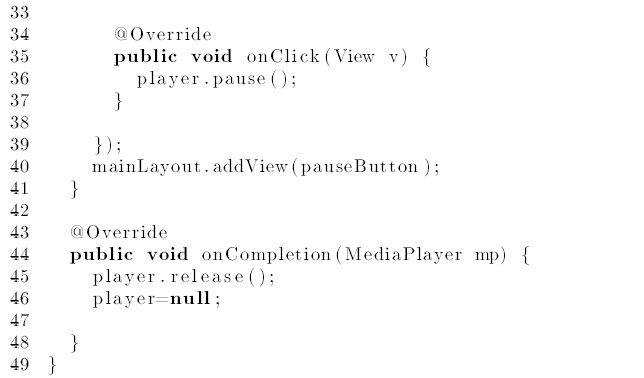 33
34 @Override
35 public void onClick(View v) {
36 player.pause();
37 }
38
39 });
40 mainLayout.addView(pauseButton);
41 }
42
43 @Override
44 public void onCompletion(MediaPlayer mp) {
45 player.release();
46 player=null;
47
48 }
49 }